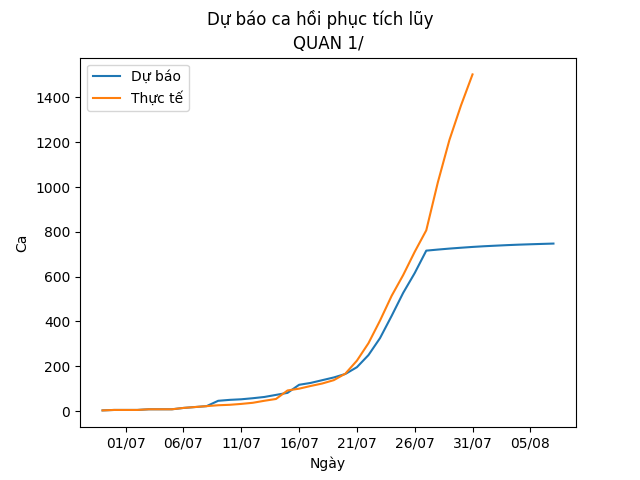 Dự báo ca hồi phục tích lũy
QUAN 1/
Dự báo
Thực tế
1400
1200
1000
800
600
400
200
0
Ca
01/07 06/07 11/07 16/07 21/07 26/07 31/07 05/08
Ngày